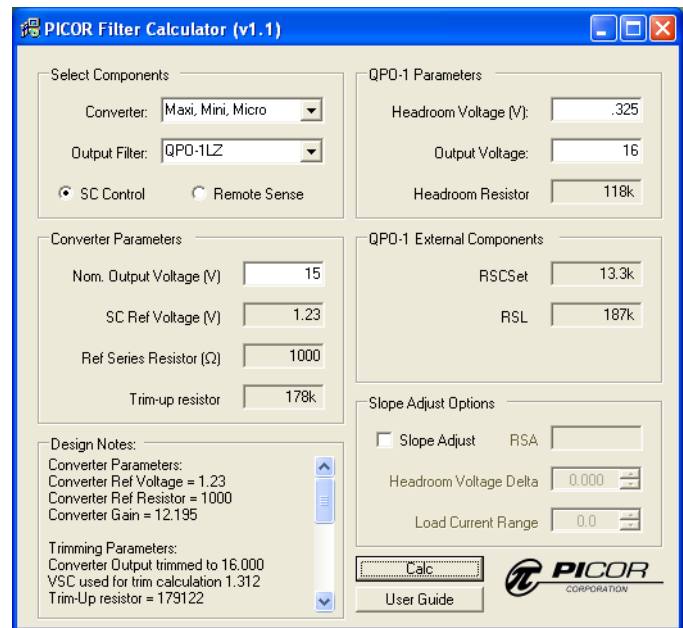 PICOR Filter Calculator (v1.1)
Select Components
Converter: Maxi, Mini, Micro
Output Filter: QPO-1LZ
SC Control Remote Sense
Converter Parameters
Nom. Output Voltage (V) 15
SC Ref Voltage (V) 1.23
Ref Series Resistor (Ω) 1000
Trim-up resistor 178k
Design Notes:
Converter Parameters:
Converter Ref Voltage = 1.23
Converter Ref Resistor = 1000
Converter Gain = 12.195
Trimming Parameters:
Converter Output trimmed to 16.000
VSC used for trim calculation 1.312
Trim-Up resistor = 179122
QPO-1 Parameters
Headroom Voltage (V): .325
Output Voltage: 16
Headroom Resistor 118k
QPO-1 External Components
RSCSet 13.3k
RSL 187k
Slope Adjust Options
Slope Adjust RSA
Headroom Voltage Delta 0.000
Load Current Range 0.0
Calc
User Guide
PICOR
CORPORATION